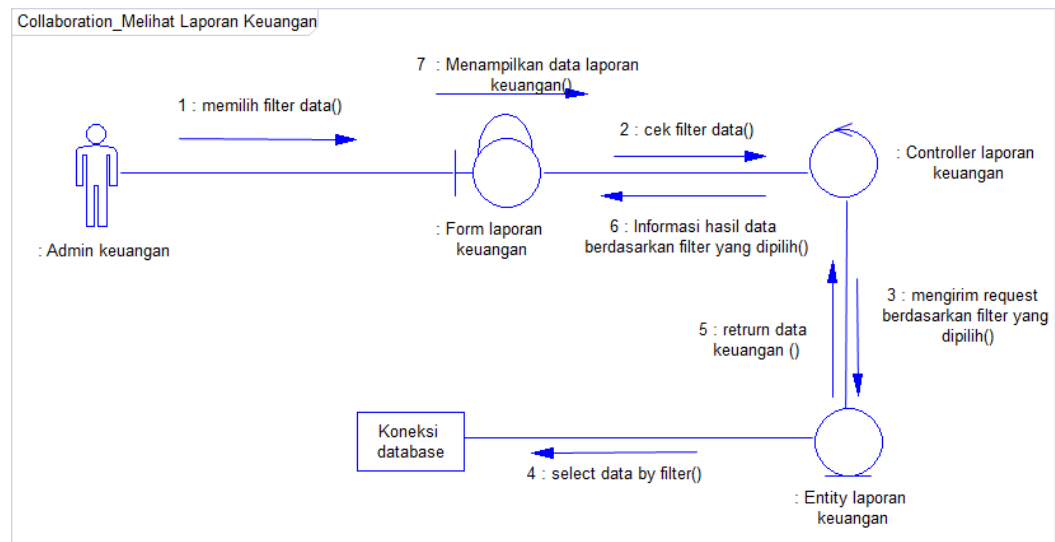 Collaboration_Melihat Laporan Keuangan
7 : Menampilkan data laporan
keuangan()
1 : memilih filter data()
2 : cek filter data()
: Controller laporan
keuangan
: Admin keuangan
: Form laporan
keuangan
6 : Informasi hasil data
berdasarkan filter yang dipilih()
3 : mengirim request
berdasarkan filter yang
dipilih()
5 : retrurn data
keuangan ()
Koneksi
database
4 : select data by filter()
: Entity laporan
keuangan